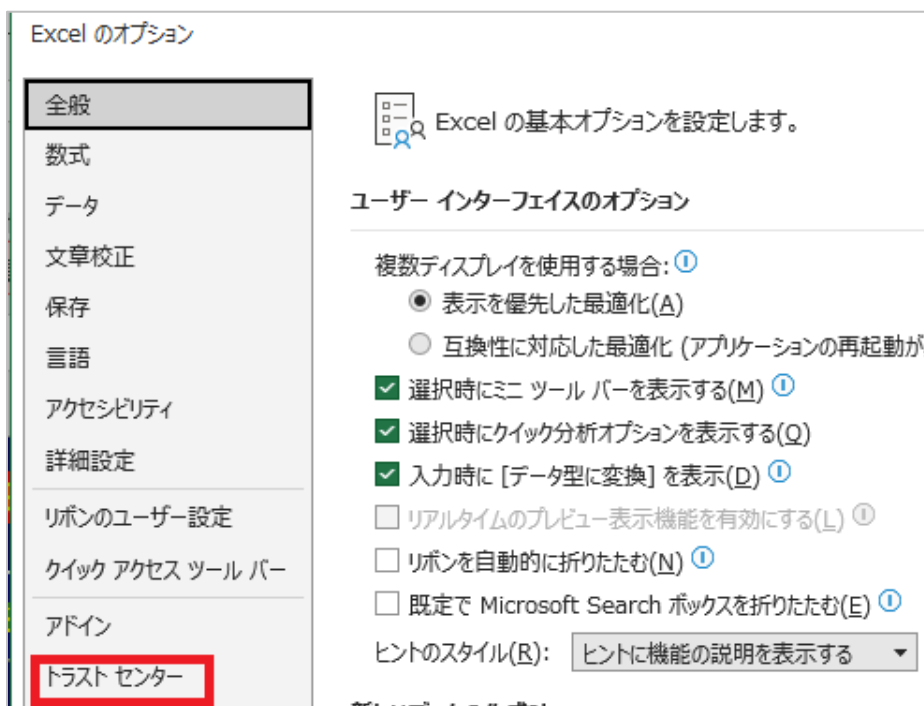 Excel のオプション
全般
数式
データ
文章校正
保存
言語
アクセシビリティ
詳細設定
リボンのユーザー設定
クイック アクセス ツール バー
アドイン
トラスト センター
Excel の基本オプションを設定します。
ユーザー インターフェイスのオプション
複数ディスプレイを使用する場合:
表示を優先した最適化(A)
互換性に対応した最適化 (アプリケーションの再起動が
選択時にミニ ツール バーを表示する(M)
選択時にクイック分析オプションを表示する(Q)
入力時に [データ型に変換] を表示(D)
リアルタイムのプレビュー表示機能を有効にする(L)
リボンを自動的に折りたたむ(N)
既定で Microsoft Search ボックスを折りたたむ(E)
ヒントのスタイル(R): ヒントに機能の説明を表示する